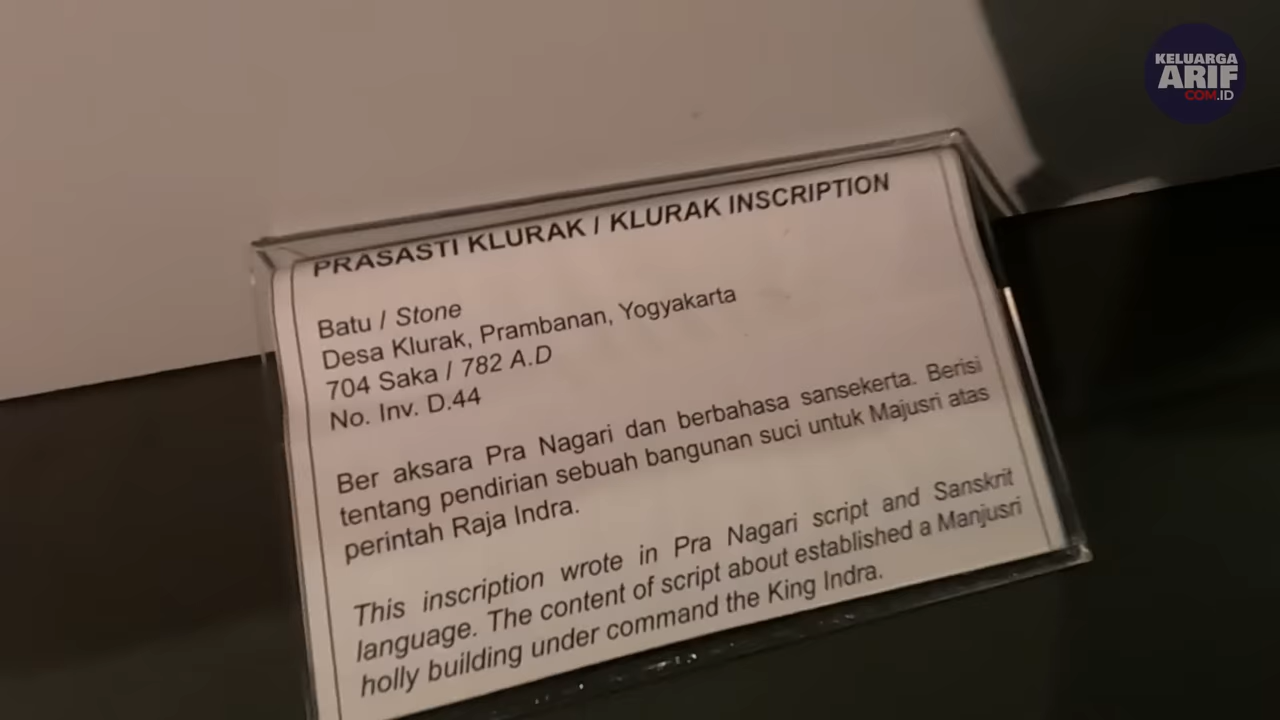 KELUARGA
ARIF
COM.ID
PRASASTI KLURAK / KLURAK INSCRIPTION
Batu / Stone
Desa Klurak, Prambanan, Yogyakarta
704 Saka / 782 A.D
No. Inv. D.44
Ber aksara Pra Nagari dan berbahasa sansekerta. Berisi
tentang pendirian sebuah bangunan suci untuk Majusri atas
perintah Raja Indra.
This inscription wrote in Pra Nagari script and Sanskrit
language. The content of script about established a Manjusri
holly building under command the King Indra.